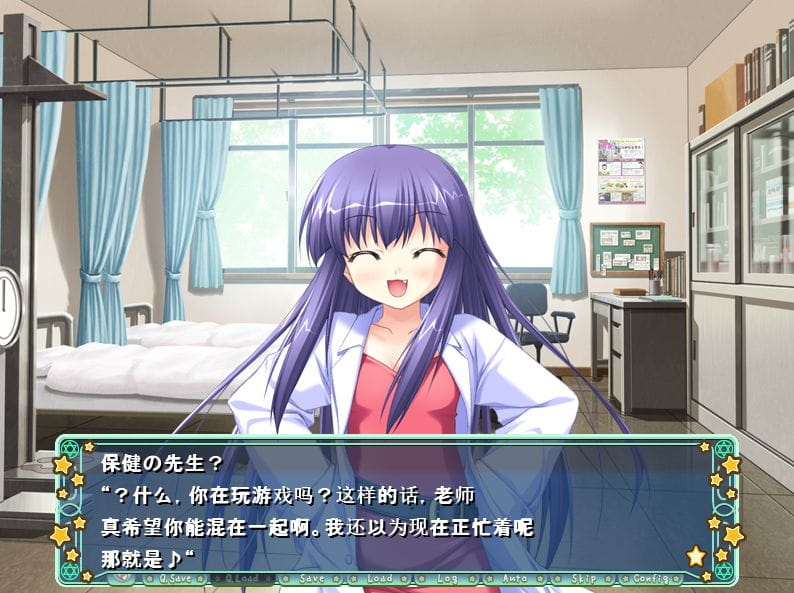 保健の先生？
“？什么，你在玩游戏吗？这样的话，老师
真希望你能混在一起啊。我还以为现在正忙着呢
那就是♪“
Q.Save Q.Load Save Load Log Auto Skip Config